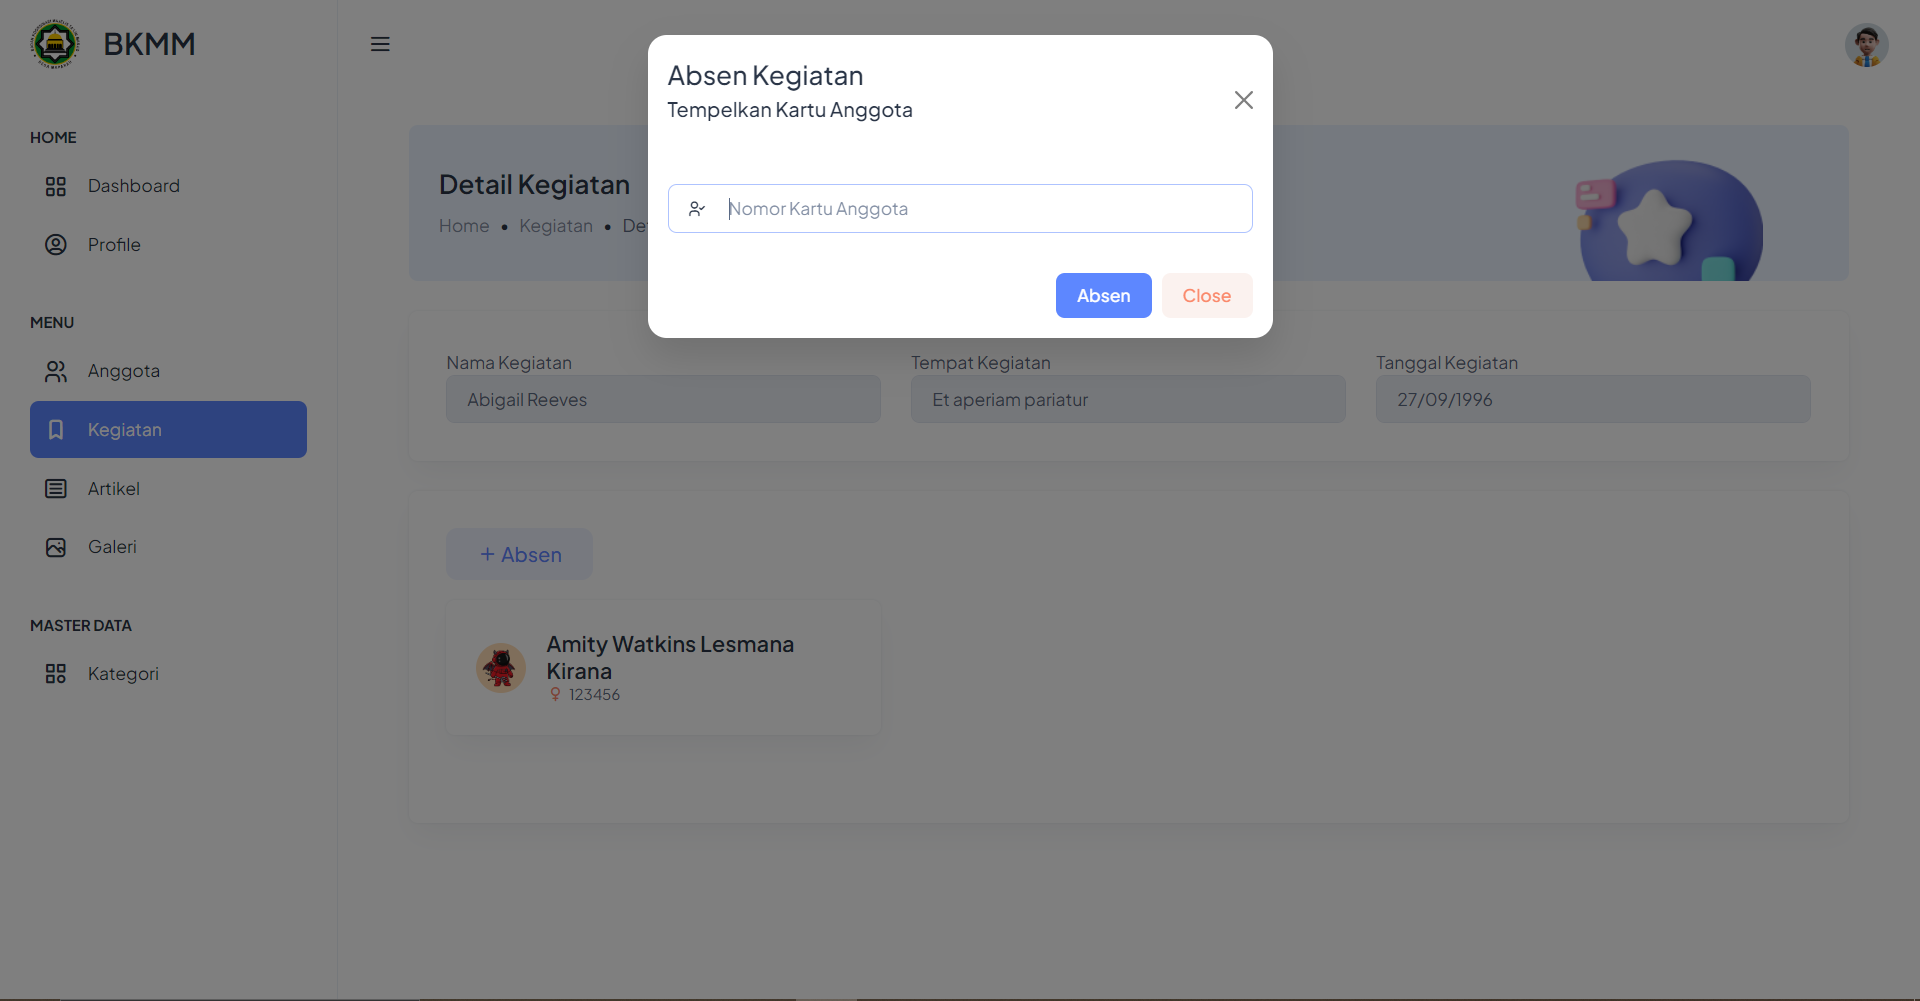 BKMM
HOME
Dashboard
Profile
MENU
Anggota
Kegiatan
Artikel
Galeri
MASTER DATA
Kategori
Absen Kegiatan
Tempelkan Kartu Anggota
Nomor Kartu Anggota
Absen
Close
Detail Kegiatan
Home • Kegiatan •
Nama Kegiatan
Abigail Reeves
Tempat Kegiatan
Et aperiam pariatur
Tanggal Kegiatan
27/09/1996
+ Absen
Amity Watkins Lesmana
Kirana
123456